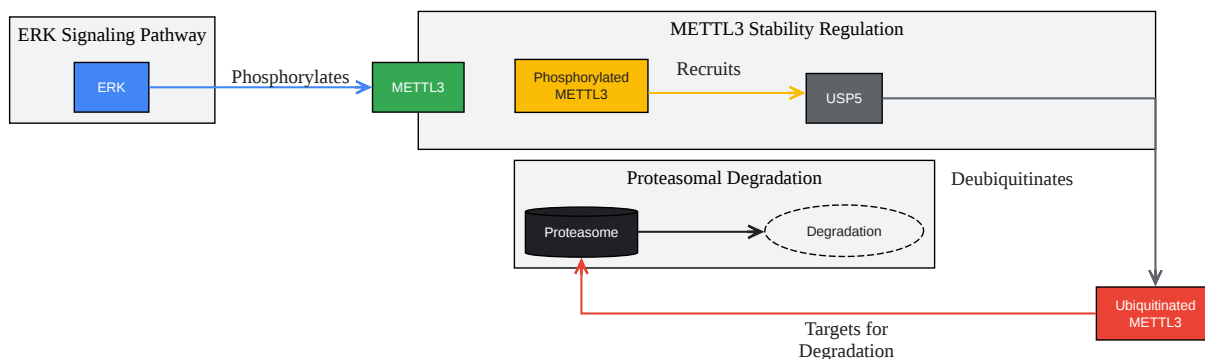 ERK Signaling Pathway
ERK
Phosphorylates
METTL3
METTL3 Stability Regulation
Phosphorylated
METTL3
Recruits
USP5
Proteasomal Degradation
Proteasome
Degradation
Deubiquitinates
Ubiquitinated
METTL3
Targets for
Degradation